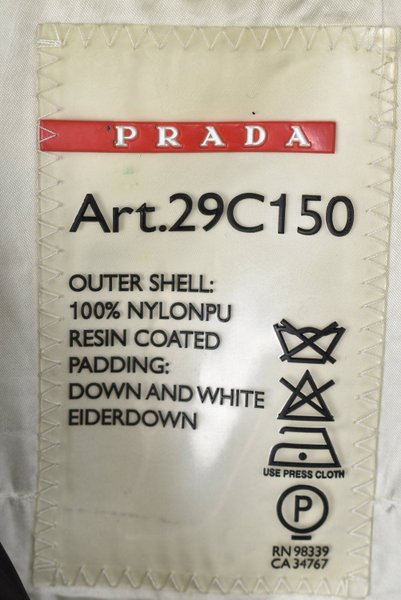 PRADA
Art.29C150
OUTER SHELL:
100% NYLONPU
RESIN COATED
PADDING:
DOWN AND WHITE
EIDERDOWN
USE PRESS CLOTH
P
RN 98339
CA 34767